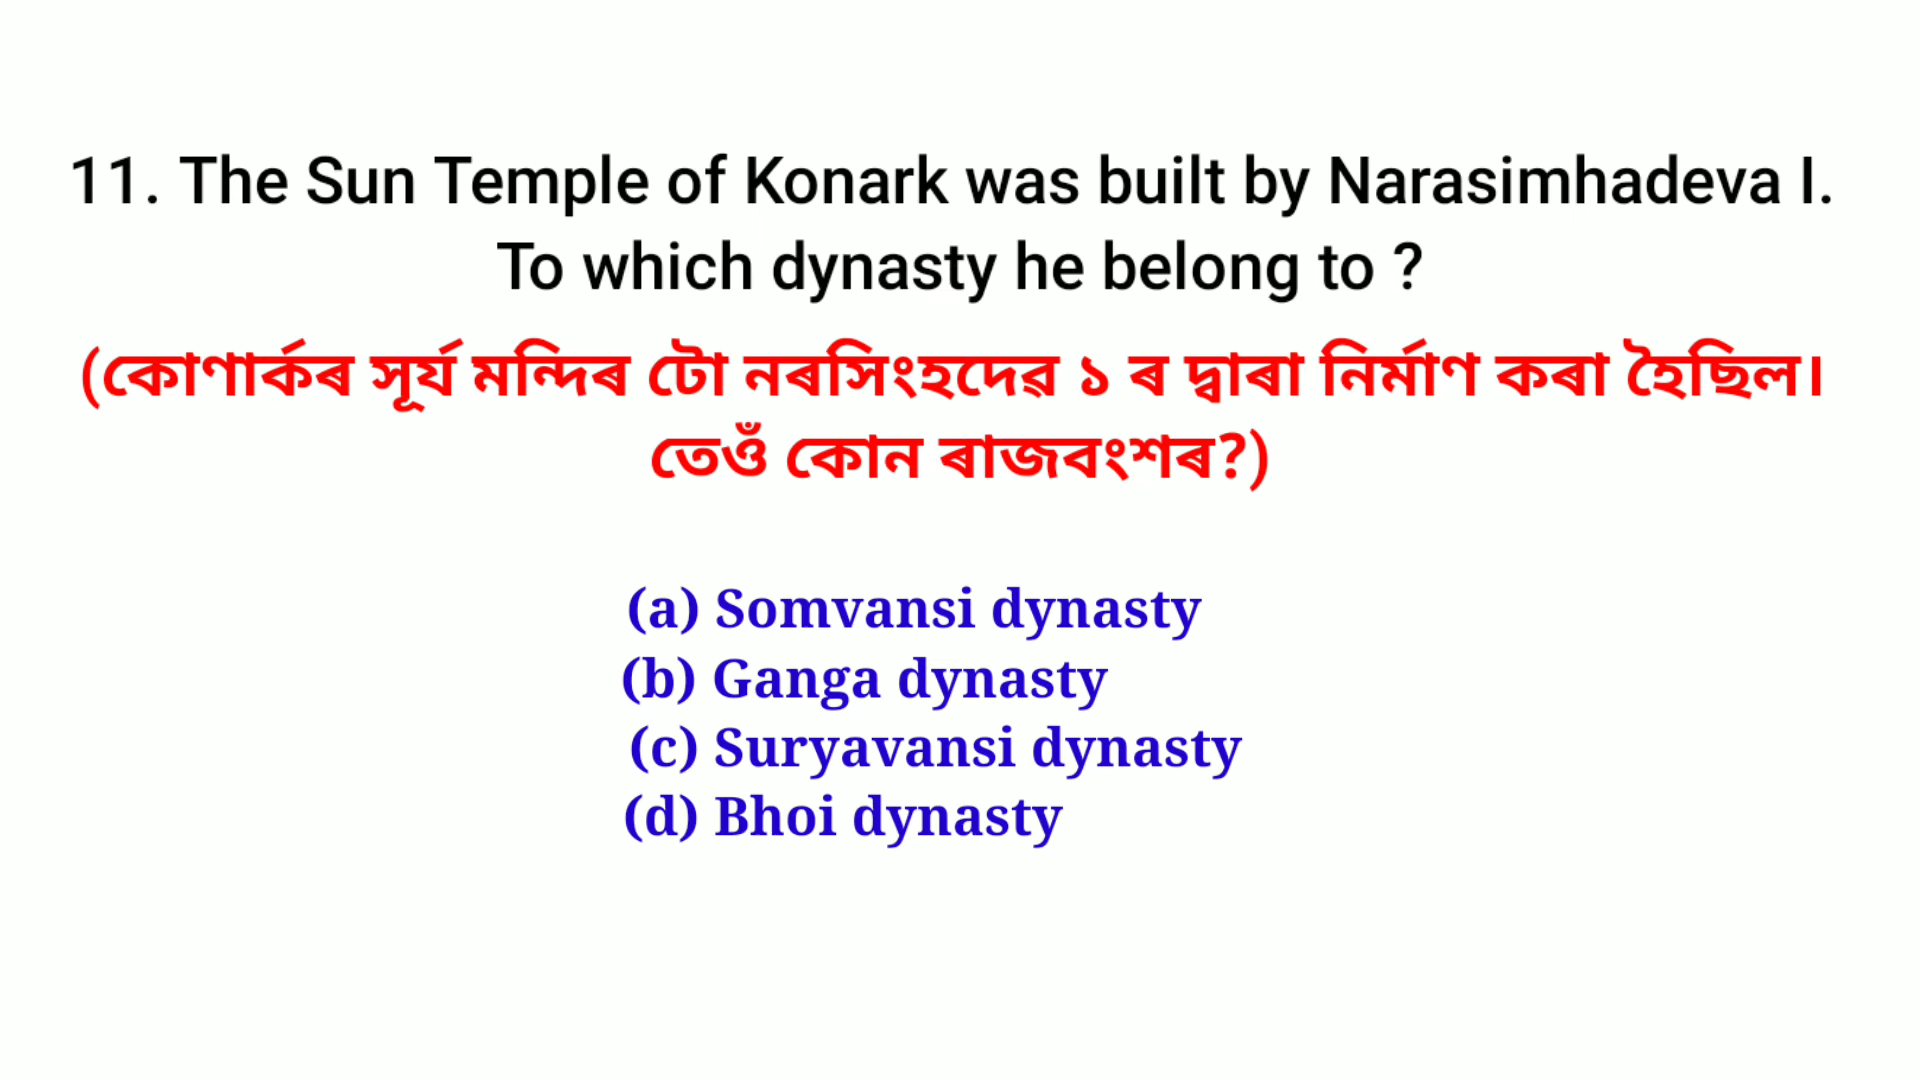 11. The Sun Temple of Konark was built by Narasimhadeva I.
To which dynasty he belong to ?
(কোণাৰ্কৰ সূৰ্য মন্দিৰ টো নৰসিংহদেৱ ১ ৰ দ্বাৰা নিৰ্মাণ কৰা হৈছিল।
তেওঁ কোন ৰাজবংশৰ?)
(a) Somvansi dynasty
(b) Ganga dynasty
(c) Suryavansi dynasty
(d) Bhoi dynasty